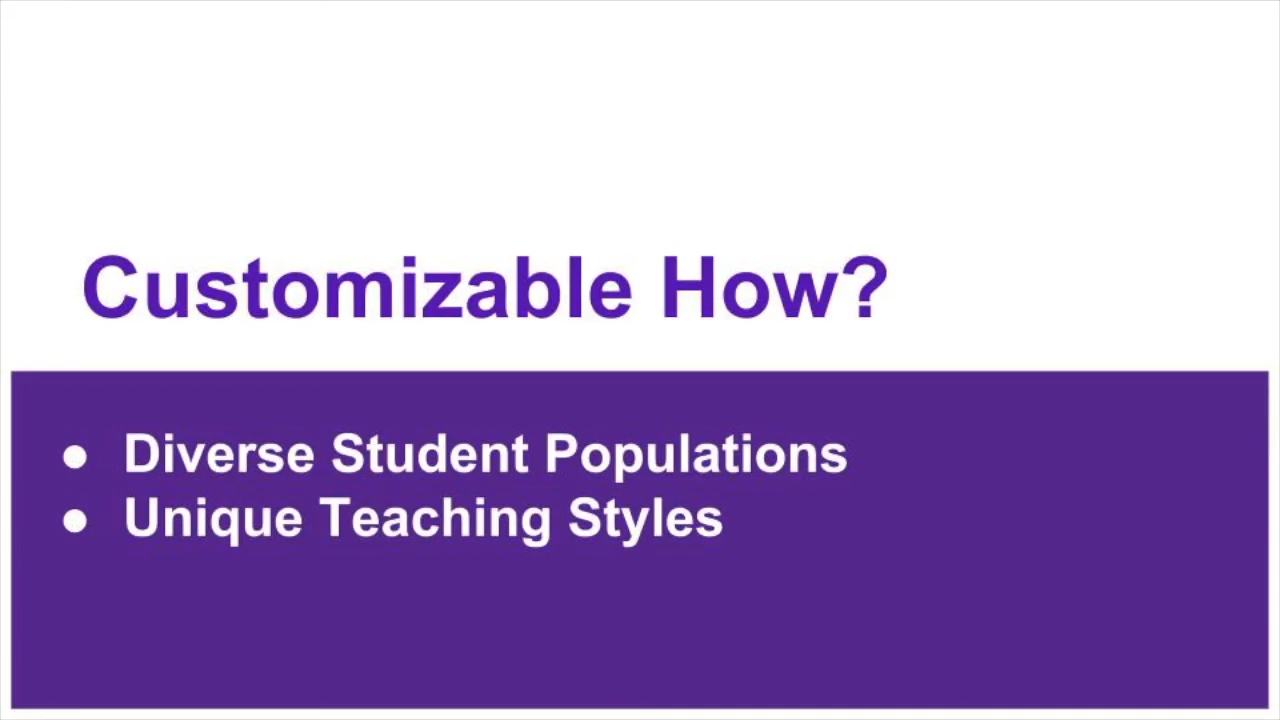 Customizable How?
● Diverse Student Populations
● Unique Teaching Styles